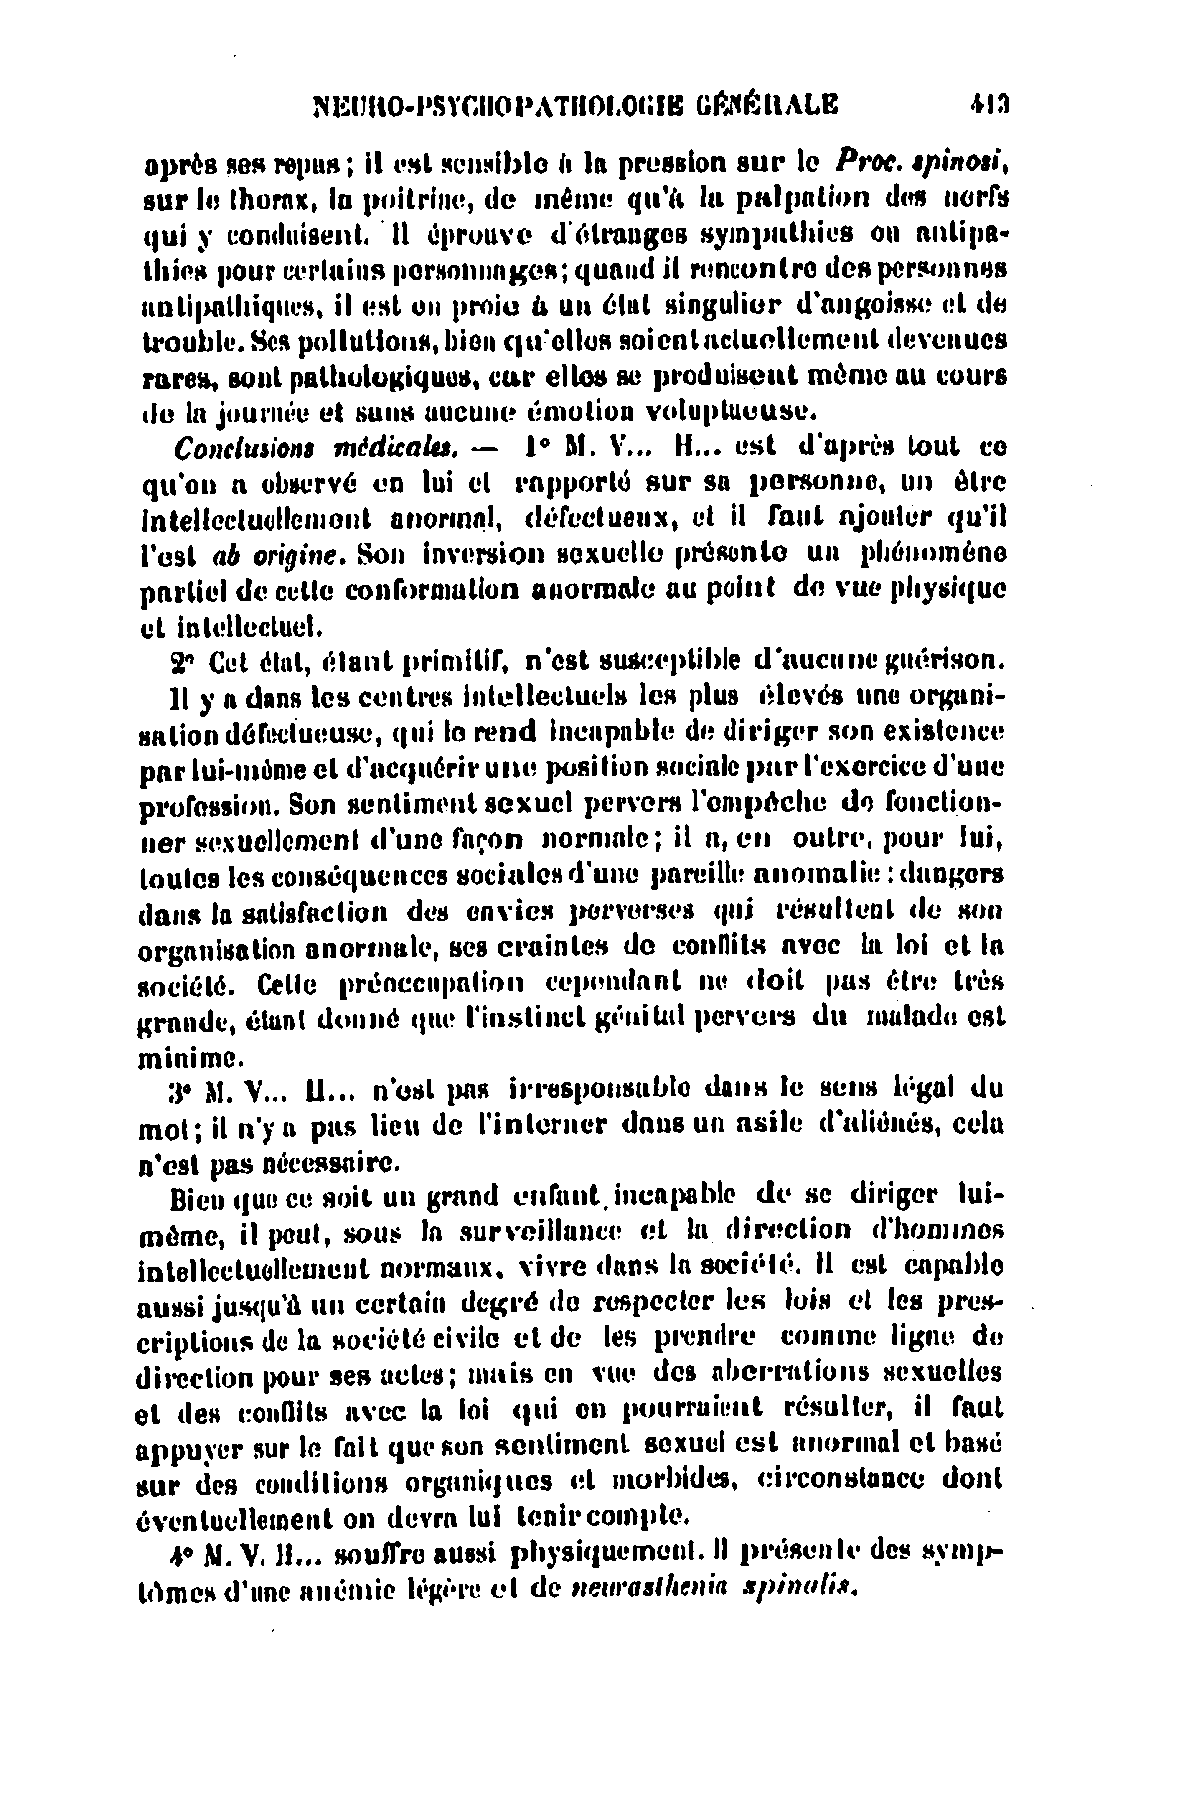 NEURO-PSYCHOPATHOLOGIE GÉNÉRALE 413
après ses repas ; il est sensible à la pression sur le Proc. spinosi,
sur le thorax, la poitrine, de même qu'à la palpation des nerfs
qui y conduisent. Il éprouve d'étranges sympathies ou antipa-
thies pour certains personnages ; quand il rencontre des personnes
antipathiques, il est en proie à un état singulier d'angoisse et de
trouble. Ses pollutions, bien qu'elles soient actuellement devenues
rares, sont pathologiques, car elles se produisent même au cours
de la journée et sans aucune émotion voluptueuse.
Conclusions médicales. — 1° M. V... H... est d'après tout ce
qu'on a observé en lui et rapporté sur sa personne, un être
intellectuellement anormal, défectueux, et il faut ajouter qu'il
l'est ab origine. Son inversion sexuelle présente un phénomène
partiel de cette conformation anormale au point de vue physique
et intellectuel.
2° Cet état, étant primitif, n'est susceptible d'aucune guérison.
Il y a dans les centres intellectuels les plus élevés une organi-
sation défectueuse, qui le rend incapable de diriger son existence
par lui-même et d'acquérir une position sociale par l'exercice d'une
profession. Son sentiment sexuel pervers l'empêche de fonction-
ner sexuellement d'une façon normale ; il a, en outre, pour lui,
toutes les conséquences sociales d'une pareille anomalie : dangers
dans la satisfaction des envies perverses qui résultent de son
organisation anormale, ses craintes de conflits avec la loi et la
société. Cette préoccupation cependant ne doit pas être très
grande, étant donné que l'instinct génital pervers du malade est
minime.
3° M. V... H... n'est pas irresponsable dans le sens légal du
mot ; il n'y a pas lieu de l'interner dans un asile d'aliénés, cela
n'est pas nécessaire.
Bien que ce soit un grand enfant, incapable de se diriger lui-
même, il peut, sous la surveillance et la direction d'hommes
intellectuellement normaux, vivre dans la société. Il est capable
aussi jusqu'à un certain degré de respecter les lois et les pres-
criptions de la société civile et de les prendre comme ligne de
direction pour ses actes ; mais en vue des aberrations sexuelles
et des conflits avec la loi qui en pourraient résulter, il faut
appuyer sur le fait que son sentiment sexuel est anormal et basé
sur des conditions organiques et morbides, circonstance dont
éventuellement on devra lui tenir compte.
4° M. V. H... souffre aussi physiquement. Il présente des symp-
tômes d'une anémie légère et de neurasthenia spinalis.